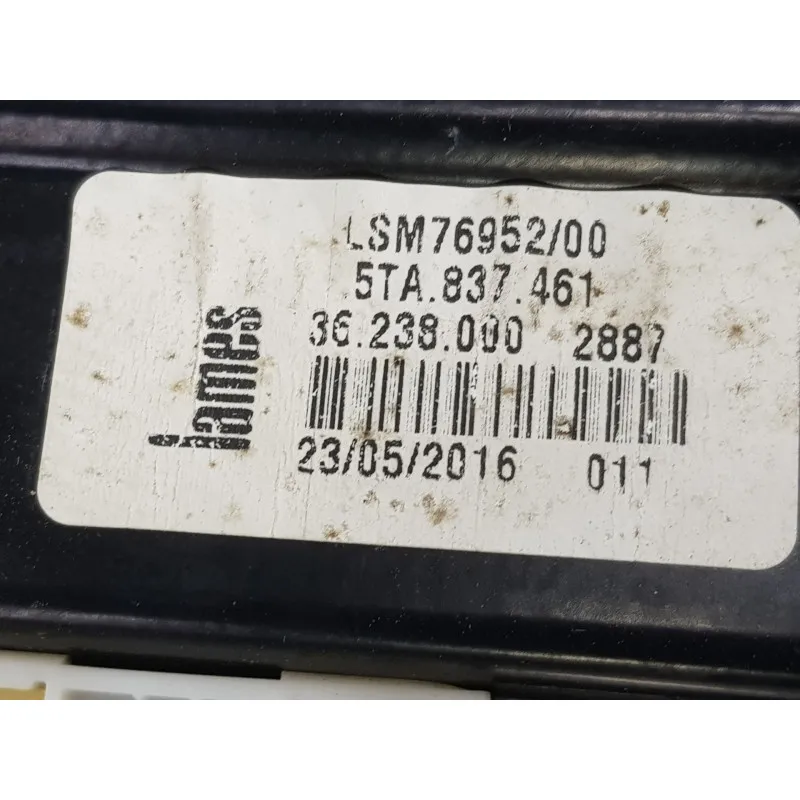 LSM76952/00
5TA.837.461
36.238.000 2887
23/05/2016 011
lames